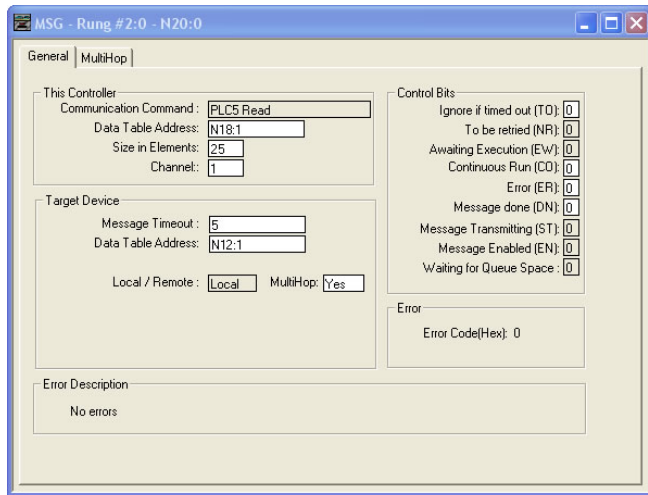 MSG - Rung #2:0 - N20:0
General MultiHop
This Controller
Communication Command : PLC5 Read
Data Table Address: N18:1
Size in Elements: 25
Channel:: 1
Target Device
Message Timeout : 5
Data Table Address: N12:1
Local / Remote : Local MultiHop: Yes
Control Bits
Ignore if timed out (TO): 0
To be retried (NR): 0
Awaiting Execution (EW): 0
Continuous Run (CO): 0
Error (ER): 0
Message done (DN): 0
Message Transmitting (ST): 0
Message Enabled (EN): 0
Waiting for Queue Space : 0
Error
Error Code(Hex): 0
Error Description
No errors